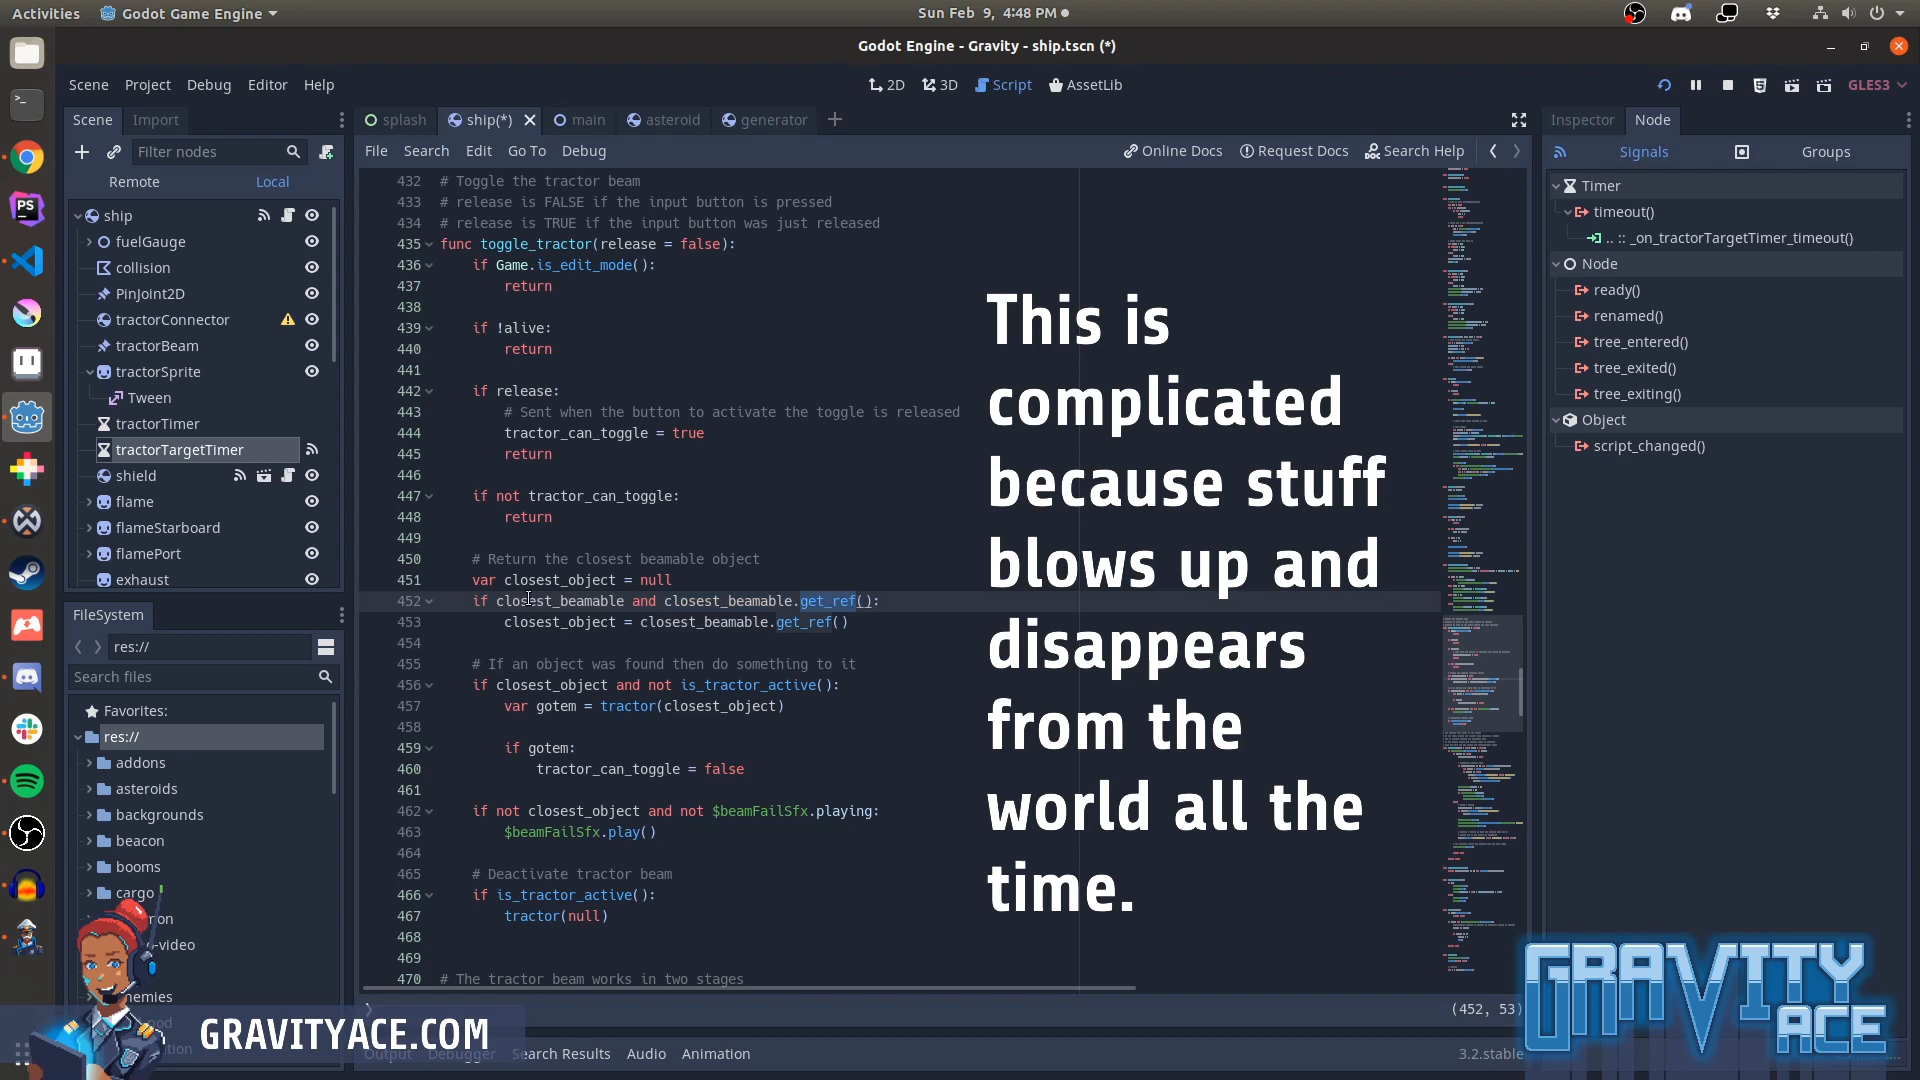 Activities
Godot Game Engine
Sun Feb 9, 4:48 PM
Godot Engine - Gravity - ship.tscn (*)
Scene Project Debug Editor Help
2D 3D Script AssetLib
GLES3
Scene Import
splash ship(*) main asteroid generator
Inspector Node
Filter nodes
File Search Edit Go To Debug
Online Docs Request Docs Search Help
Signals Groups
Remote Local
ship
fuelGauge
collision
PinJoint2D
tractorConnector
tractorBeam
tractorSprite
Tween
tractorTimer
tractorTargetTimer
shield
flame
flameStarboard
flamePort
exhaust
FileSystem
res://
Search files
Favorites:
res://
addons
asteroids
backgrounds
beacon
booms
cargo
ron
-video
nemies
432 # Toggle the tractor beam
433 # release is FALSE if the input button is pressed
434 # release is TRUE if the input button was just released
435 func toggle_tractor(release = false):
436 if Game.is_edit_mode():
437 return
438
439 if !alive:
440 return
441
442 if release:
443 # Sent when the button to activate the toggle is released
444 tractor_can_toggle = true
445 return
446
447 if not tractor_can_toggle:
448 return
449
450 # Return the closest beamable object
451 var closest_object = null
452 if closest_beamable and closest_beamable.get_ref():
453 closest_object = closest_beamable.get_ref()
454
455 # If an object was found then do something to it
456 if closest_object and not is_tractor_active():
457 var gotem = tractor(closest_object)
458
459 if gotem:
460 tractor_can_toggle = false
461
462 if not closest_object and not $beamFailSfx.playing:
463 $beamFailSfx.play()
464
465 # Deactivate tractor beam
466 if is_tractor_active():
467 tractor(null)
468
469
470 # The tractor beam works in two stages
This is
complicated
because stuff
blows up and
disappears
from the
world all the
time.
Timer
timeout()
.. :: _on_tractorTargetTimer_timeout()
Node
ready()
renamed()
tree_entered()
tree_exited()
tree_exiting()
Object
script_changed()
(452, 53)
Output Debugger Search Results Audio Animation
3.2.stable
GRAVITYACE.COM
GRAVITY
ACE